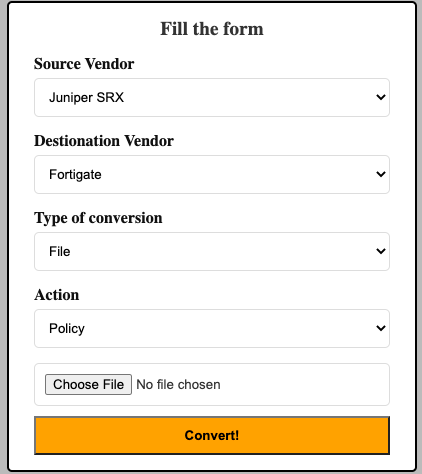 Fill the form
Source Vendor
Juniper SRX
Destionation Vendor
Fortigate
Type of conversion
File
Action
Policy
Choose File No file chosen
Convert!